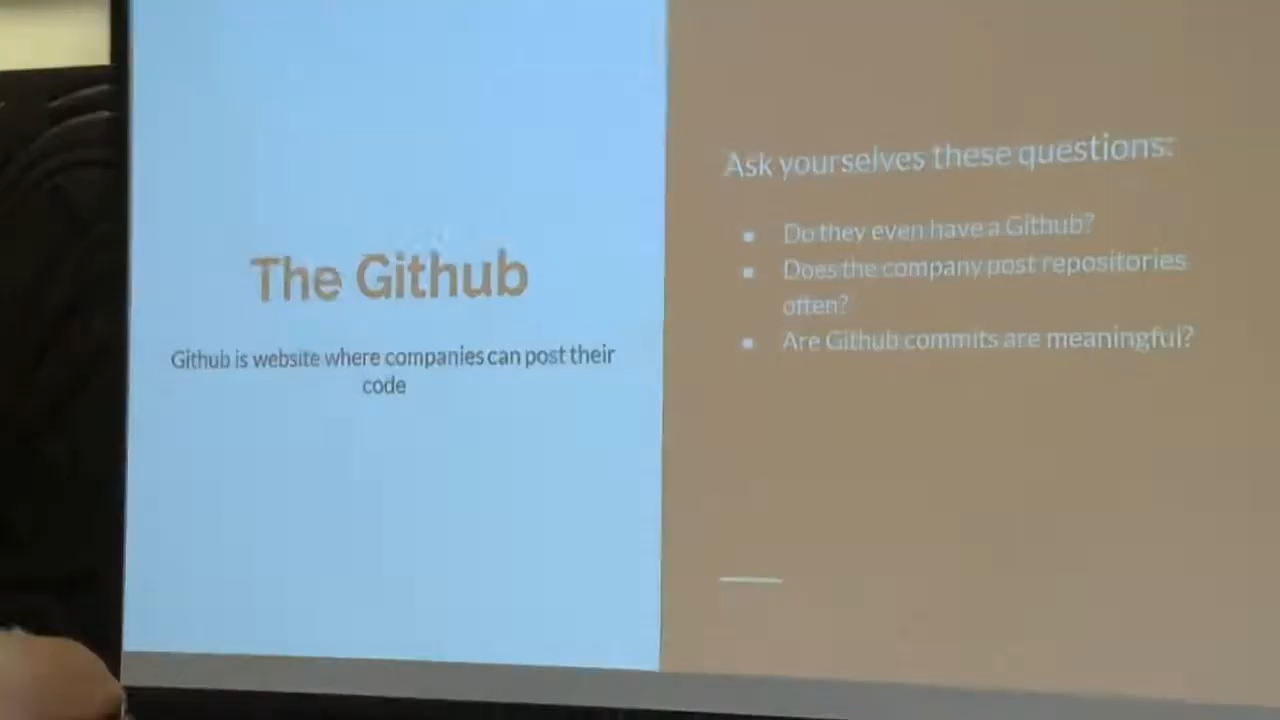 The Github
Github is website where companies can post their
code
Ask yourselves these questions:
Do they even have a Github?
Does the company post repositories
often?
Are Github commits are meaningful?